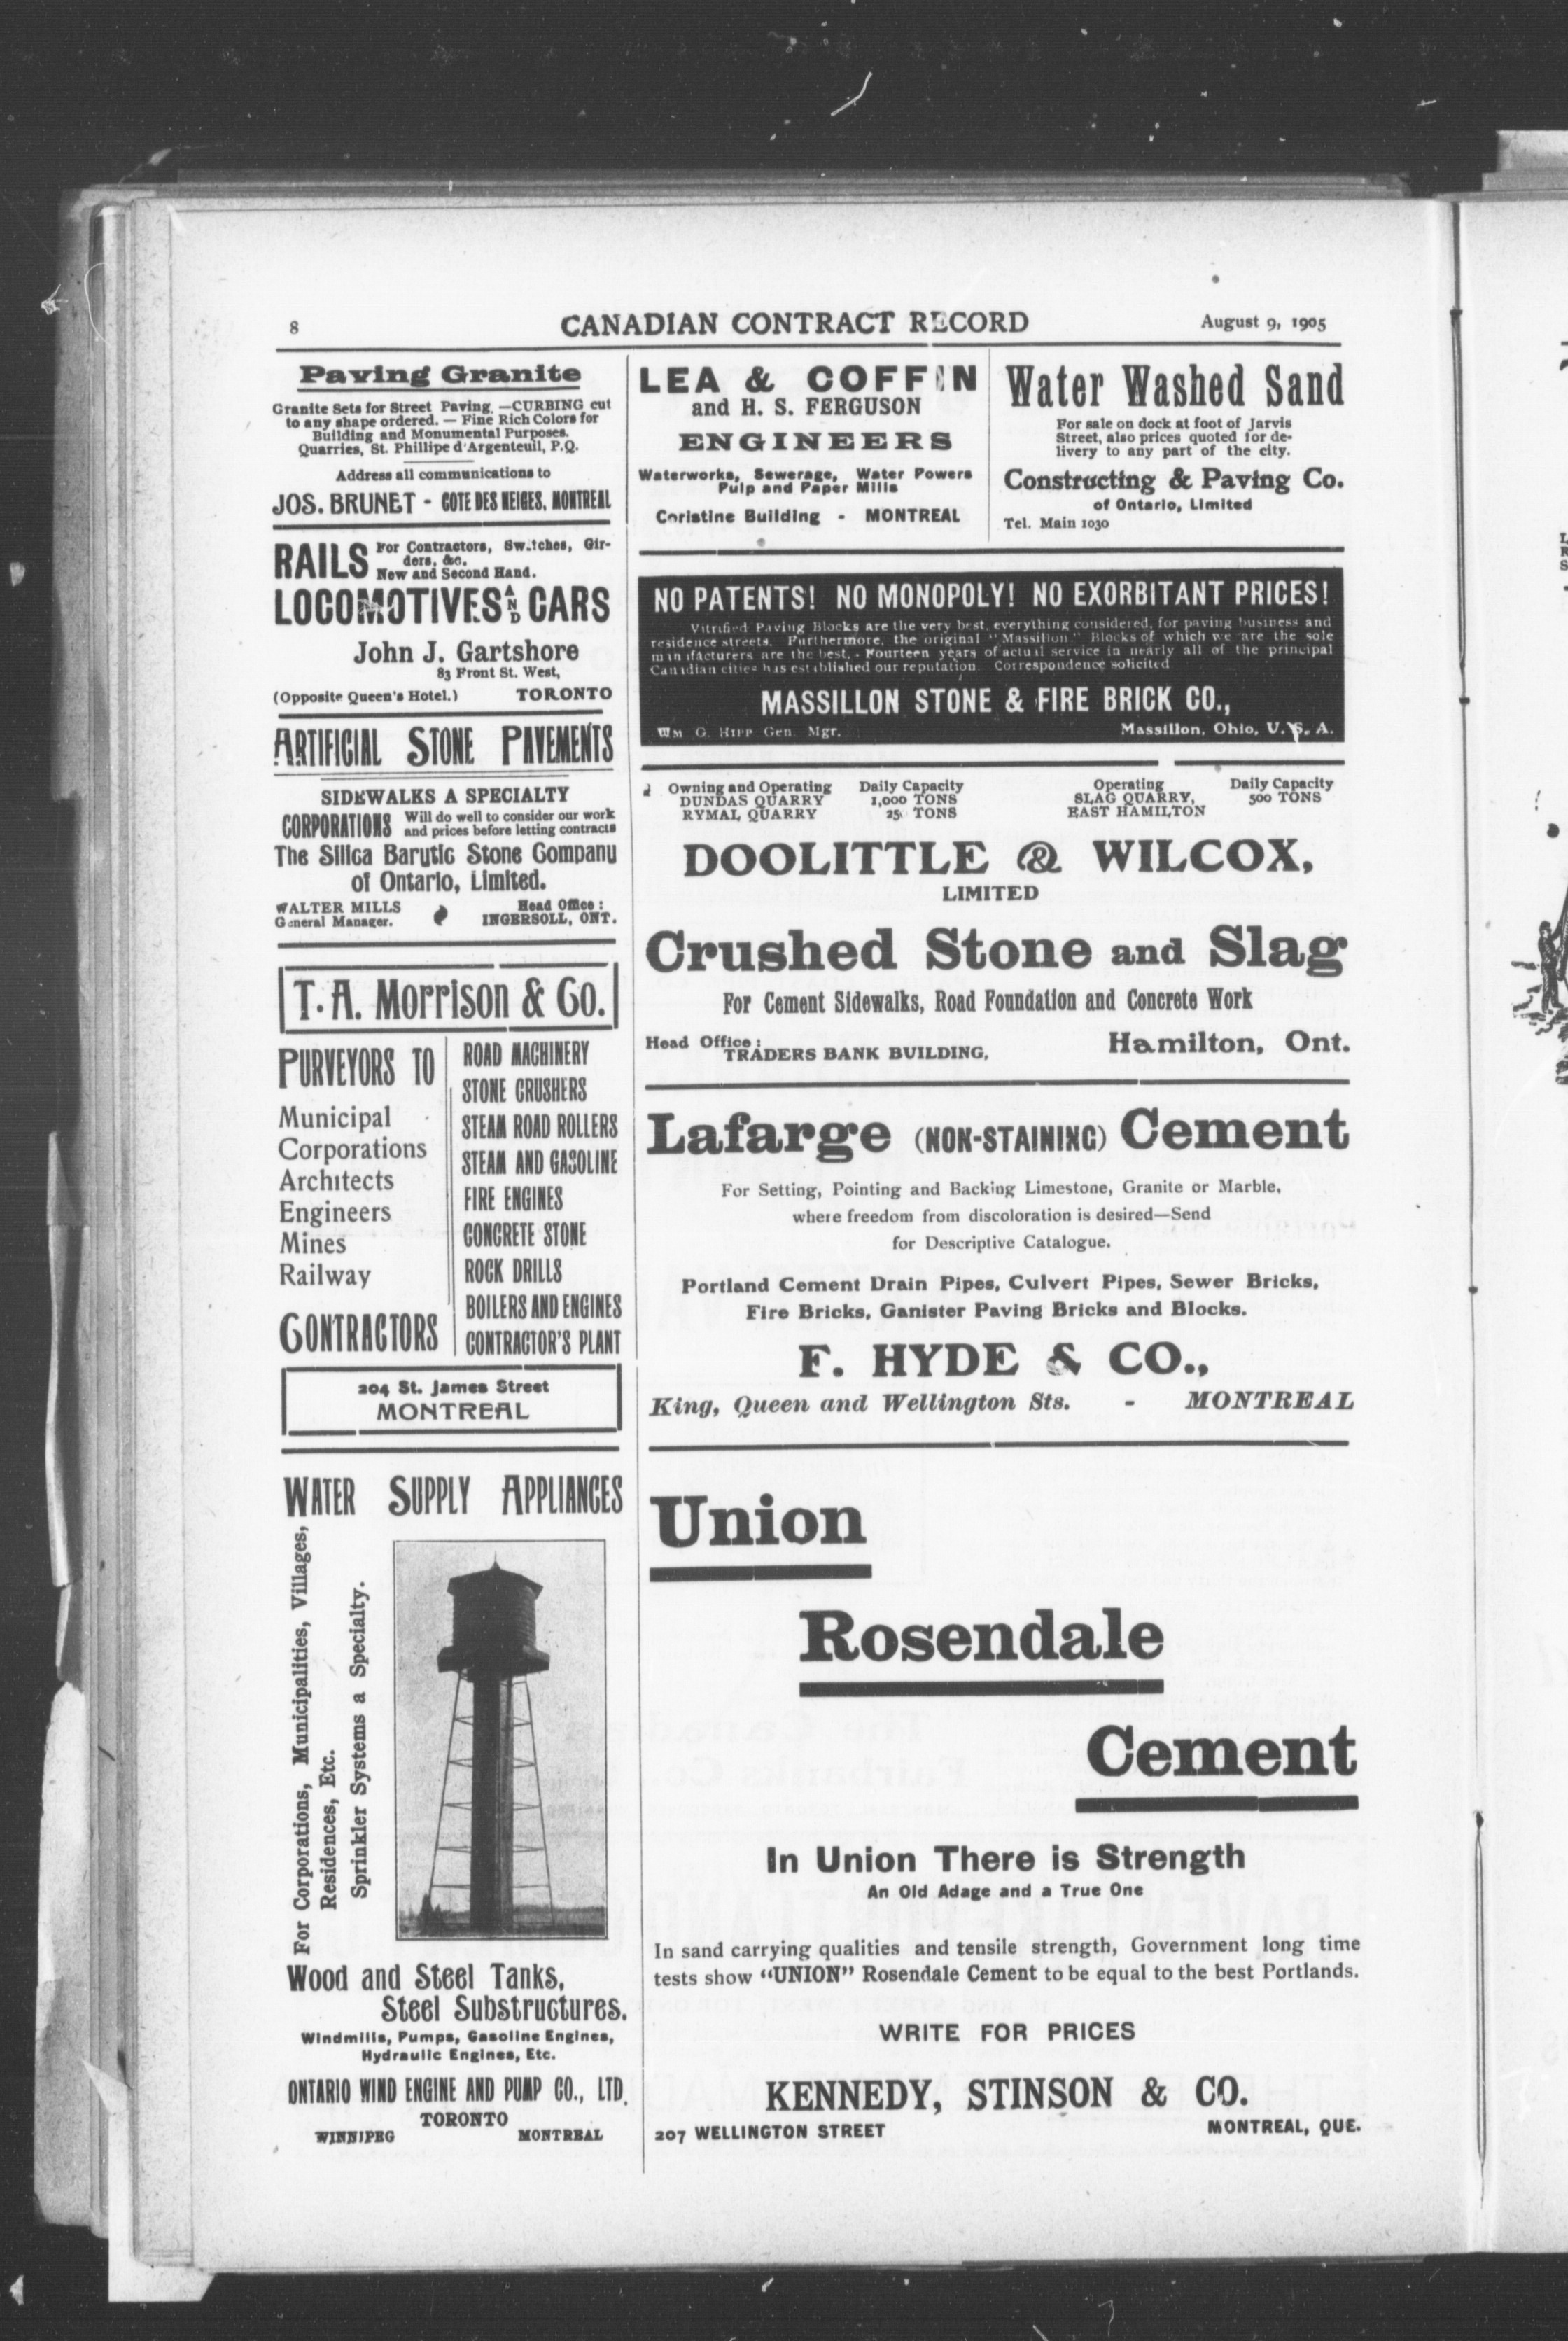 8
CANADIAN CONTRACT RECORD
August 9, 1905
Paving Granite
Granite Sets for Street Paving.—CURBING cut
to any shape ordered. — Fine Rich Colors for
Building and Monumental Purposes.
Quarries, St. Phillipe d'Argenteuil, P.Q.
Address all communications to
JOS. BRUNET - COTE DES NEIGES, MONTREAL
RAILS For Contractors, Switches, Gir-
ders, &c.
New and Second Hand.
LOCOMOTIVES AND CARS
John J. Gartshore
83 Front St. West,
(Opposite Queen's Hotel.) TORONTO
ARTIFICIAL STONE PAVEMENTS
SIDEWALKS A SPECIALTY
CORPORATIONS Will do well to consider our work
and prices before letting contracts
The Silica Barytic Stone Company
of Ontario, Limited.
WALTER MILLS
General Manager.
Head Office :
INGERSOLL, ONT.
T. A. Morrison & Co.
PURVEYORS TO
Municipal
Corporations
Architects
Engineers
Mines
Railway
CONTRACTORS
ROAD MACHINERY
STONE CRUSHERS
STEAM ROAD ROLLERS
STEAM AND GASOLINE
FIRE ENGINES
CONCRETE STONE
ROCK DRILLS
BOILERS AND ENGINES
CONTRACTOR'S PLANT
204 St. James Street
MONTREAL
WATER SUPPLY APPLIANCES
For Corporations, Municipalities, Villages,
Residences, Etc.
Sprinkler Systems a Specialty.
Wood and Steel Tanks,
Steel Substructures.
Windmills, Pumps, Gasoline Engines,
Hydraulic Engines, Etc.
ONTARIO WIND ENGINE AND PUMP CO., LTD.
TORONTO
WINNIPEG MONTREAL
LEA & COFFIN
and H. S. FERGUSON
ENGINEERS
Waterworks, Sewerage, Water Powers
Pulp and Paper Mills
Coristine Building - MONTREAL
Water Washed Sand
For sale on dock at foot of Jarvis
Street, also prices quoted for de-
livery to any part of the city.
Constructing & Paving Co.
of Ontario, Limited
Tel. Main 1030
NO PATENTS! NO MONOPOLY! NO EXORBITANT PRICES!
Vitrified Paving Blocks are the very best, everything considered, for paving business and
residence streets. Furthermore, the original "Massillon" Blocks of which we are the sole
manifacturers are the best. Fourteen years of actual service in nearly all of the principal
Canadian cities has established our reputation. Correspondence solicited
MASSILLON STONE & FIRE BRICK CO.,
WM G. HIPP Gen. Mgr. Massillon, Ohio, U. S. A.
Owning and Operating Daily Capacity
DUNDAS QUARRY 1,000 TONS
RYMAL QUARRY 25 TONS
Operating Daily Capacity
SLAG QUARRY, 500 TONS
EAST HAMILTON
DOOLITTLE & WILCOX,
LIMITED
Crushed Stone and Slag
For Cement Sidewalks, Road Foundation and Concrete Work
Head Office :
TRADERS BANK BUILDING, Hamilton, Ont.
Lafarge (NON-STAINING) Cement
For Setting, Pointing and Backing Limestone, Granite or Marble,
where freedom from discoloration is desired—Send
for Descriptive Catalogue.
Portland Cement Drain Pipes, Culvert Pipes, Sewer Bricks,
Fire Bricks, Ganister Paving Bricks and Blocks.
F. HYDE & CO.,
King, Queen and Wellington Sts. - MONTREAL
Union
Rosendale
Cement
In Union There is Strength
An Old Adage and a True One
In sand carrying qualities and tensile strength, Government long time
tests show "UNION" Rosendale Cement to be equal to the best Portlands.
WRITE FOR PRICES
KENNEDY, STINSON & CO.
207 WELLINGTON STREET MONTREAL, QUE.